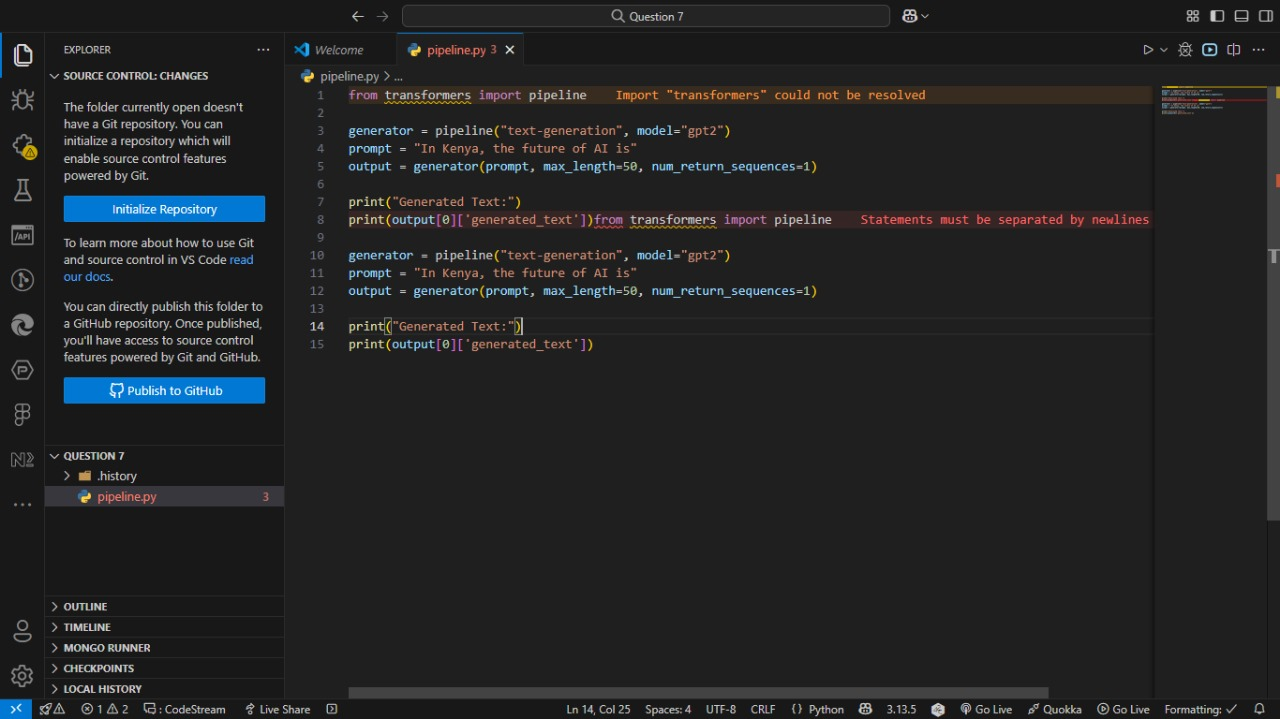 Question 7
EXPLORER
Welcome
pipeline.py 3
SOURCE CONTROL: CHANGES
pipeline.py > ...
The folder currently open doesn't
have a Git repository. You can
initialize a repository which will
enable source control features
powered by Git.
Initialize Repository
To learn more about how to use Git
and source control in VS Code read
our docs.
You can directly publish this folder to
a GitHub repository. Once published,
you'll have access to source control
features powered by Git and GitHub.
Publish to GitHub
QUESTION 7
.history
pipeline.py 3
OUTLINE
TIMELINE
MONGO RUNNER
CHECKPOINTS
LOCAL HISTORY
1 from transformers import pipeline Import "transformers" could not be resolved
2
3 generator = pipeline("text-generation", model="gpt2")
4 prompt = "In Kenya, the future of AI is"
5 output = generator(prompt, max_length=50, num_return_sequences=1)
6
7 print("Generated Text:")
8 print(output[0]['generated_text'])from transformers import pipeline Statements must be separated by newlines
9
10 generator = pipeline("text-generation", model="gpt2")
11 prompt = "In Kenya, the future of AI is"
12 output = generator(prompt, max_length=50, num_return_sequences=1)
13
14 print("Generated Text:")
15 print(output[0]['generated_text'])
1 2 : CodeStream Live Share Ln 14, Col 25 Spaces: 4 UTF-8 CRLF {} Python 3.13.5 Go Live Quokka Go Live Formatting: ✓